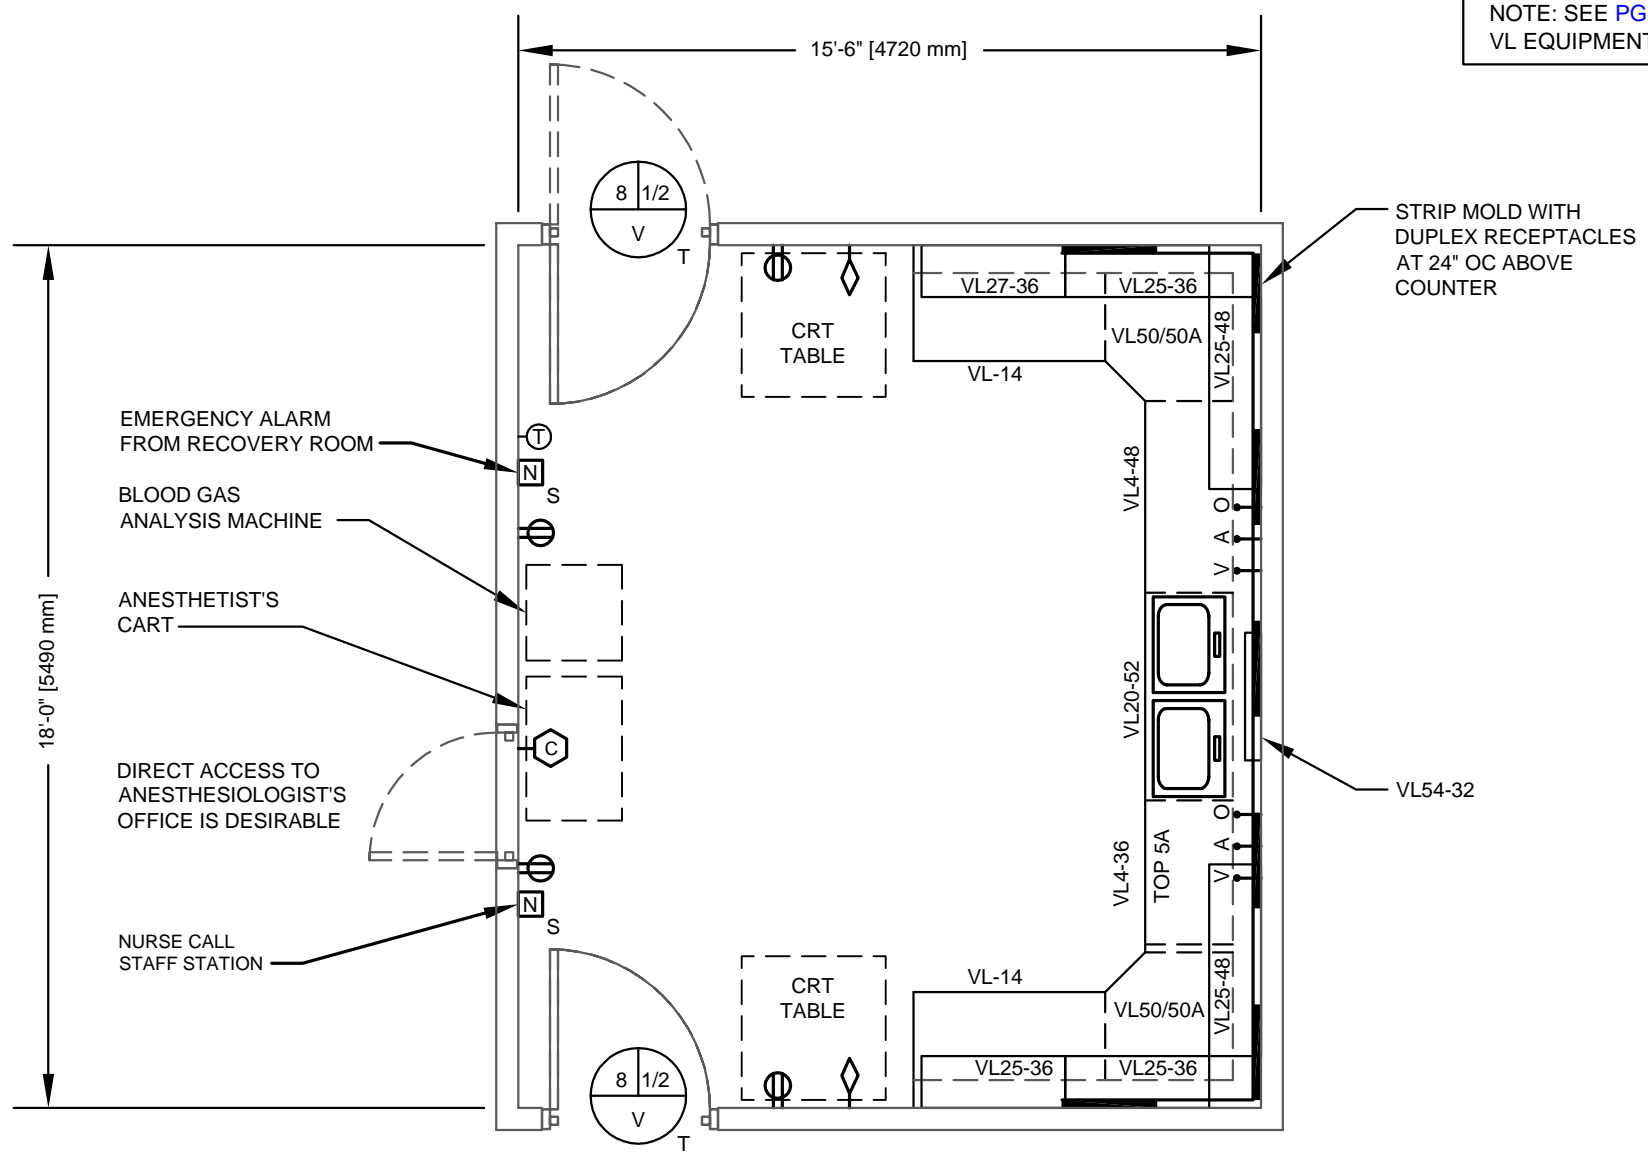 NOTE: SEE PG
VL EQUIPMENT
15'-6" [4720 mm]
8 1/2
V
T
STRIP MOLD WITH
DUPLEX RECEPTACLES
AT 24" OC ABOVE
COUNTER
VL27-36
VL25-36
CRT
TABLE
VL50/50A
VL25-48
VL-14
EMERGENCY ALARM
FROM RECOVERY ROOM
T
N
S
BLOOD GAS
ANALYSIS MACHINE
VL4-48
O
A
V
ANESTHETIST'S
CART
18'-0" [5490 mm]
VL20-52
C
DIRECT ACCESS TO
ANESTHESIOLOGIST'S
OFFICE IS DESIRABLE
VL54-32
O
A
V
VL4-36
TOP 5A
N
S
NURSE CALL
STAFF STATION
CRT
TABLE
VL-14
VL50/50A
VL25-48
VL25-36
VL25-36
8 1/2
V
T